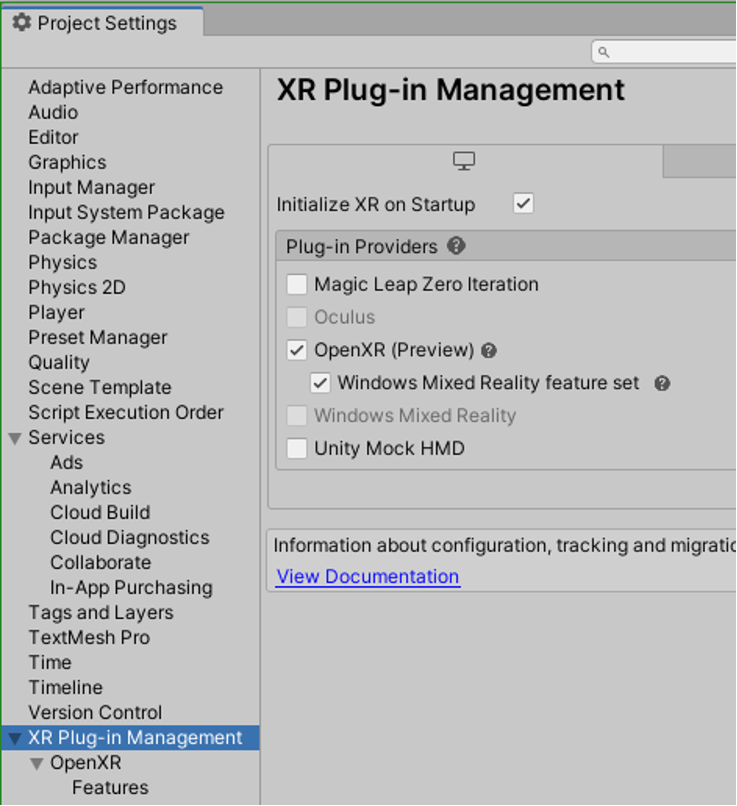 Project Settings
Adaptive Performance
Audio
Editor
Graphics
Input Manager
Input System Package
Package Manager
Physics
Physics 2D
Player
Preset Manager
Quality
Scene Template
Script Execution Order
Services
Ads
Analytics
Cloud Build
Cloud Diagnostics
Collaborate
In-App Purchasing
Tags and Layers
TextMesh Pro
Time
Timeline
Version Control
XR Plug-in Management
OpenXR
Features
XR Plug-in Management
Initialize XR on Startup
Plug-in Providers
Magic Leap Zero Iteration
Oculus
OpenXR (Preview)
Windows Mixed Reality feature set
Windows Mixed Reality
Unity Mock HMD
Information about configuration, tracking and migratio
View Documentation